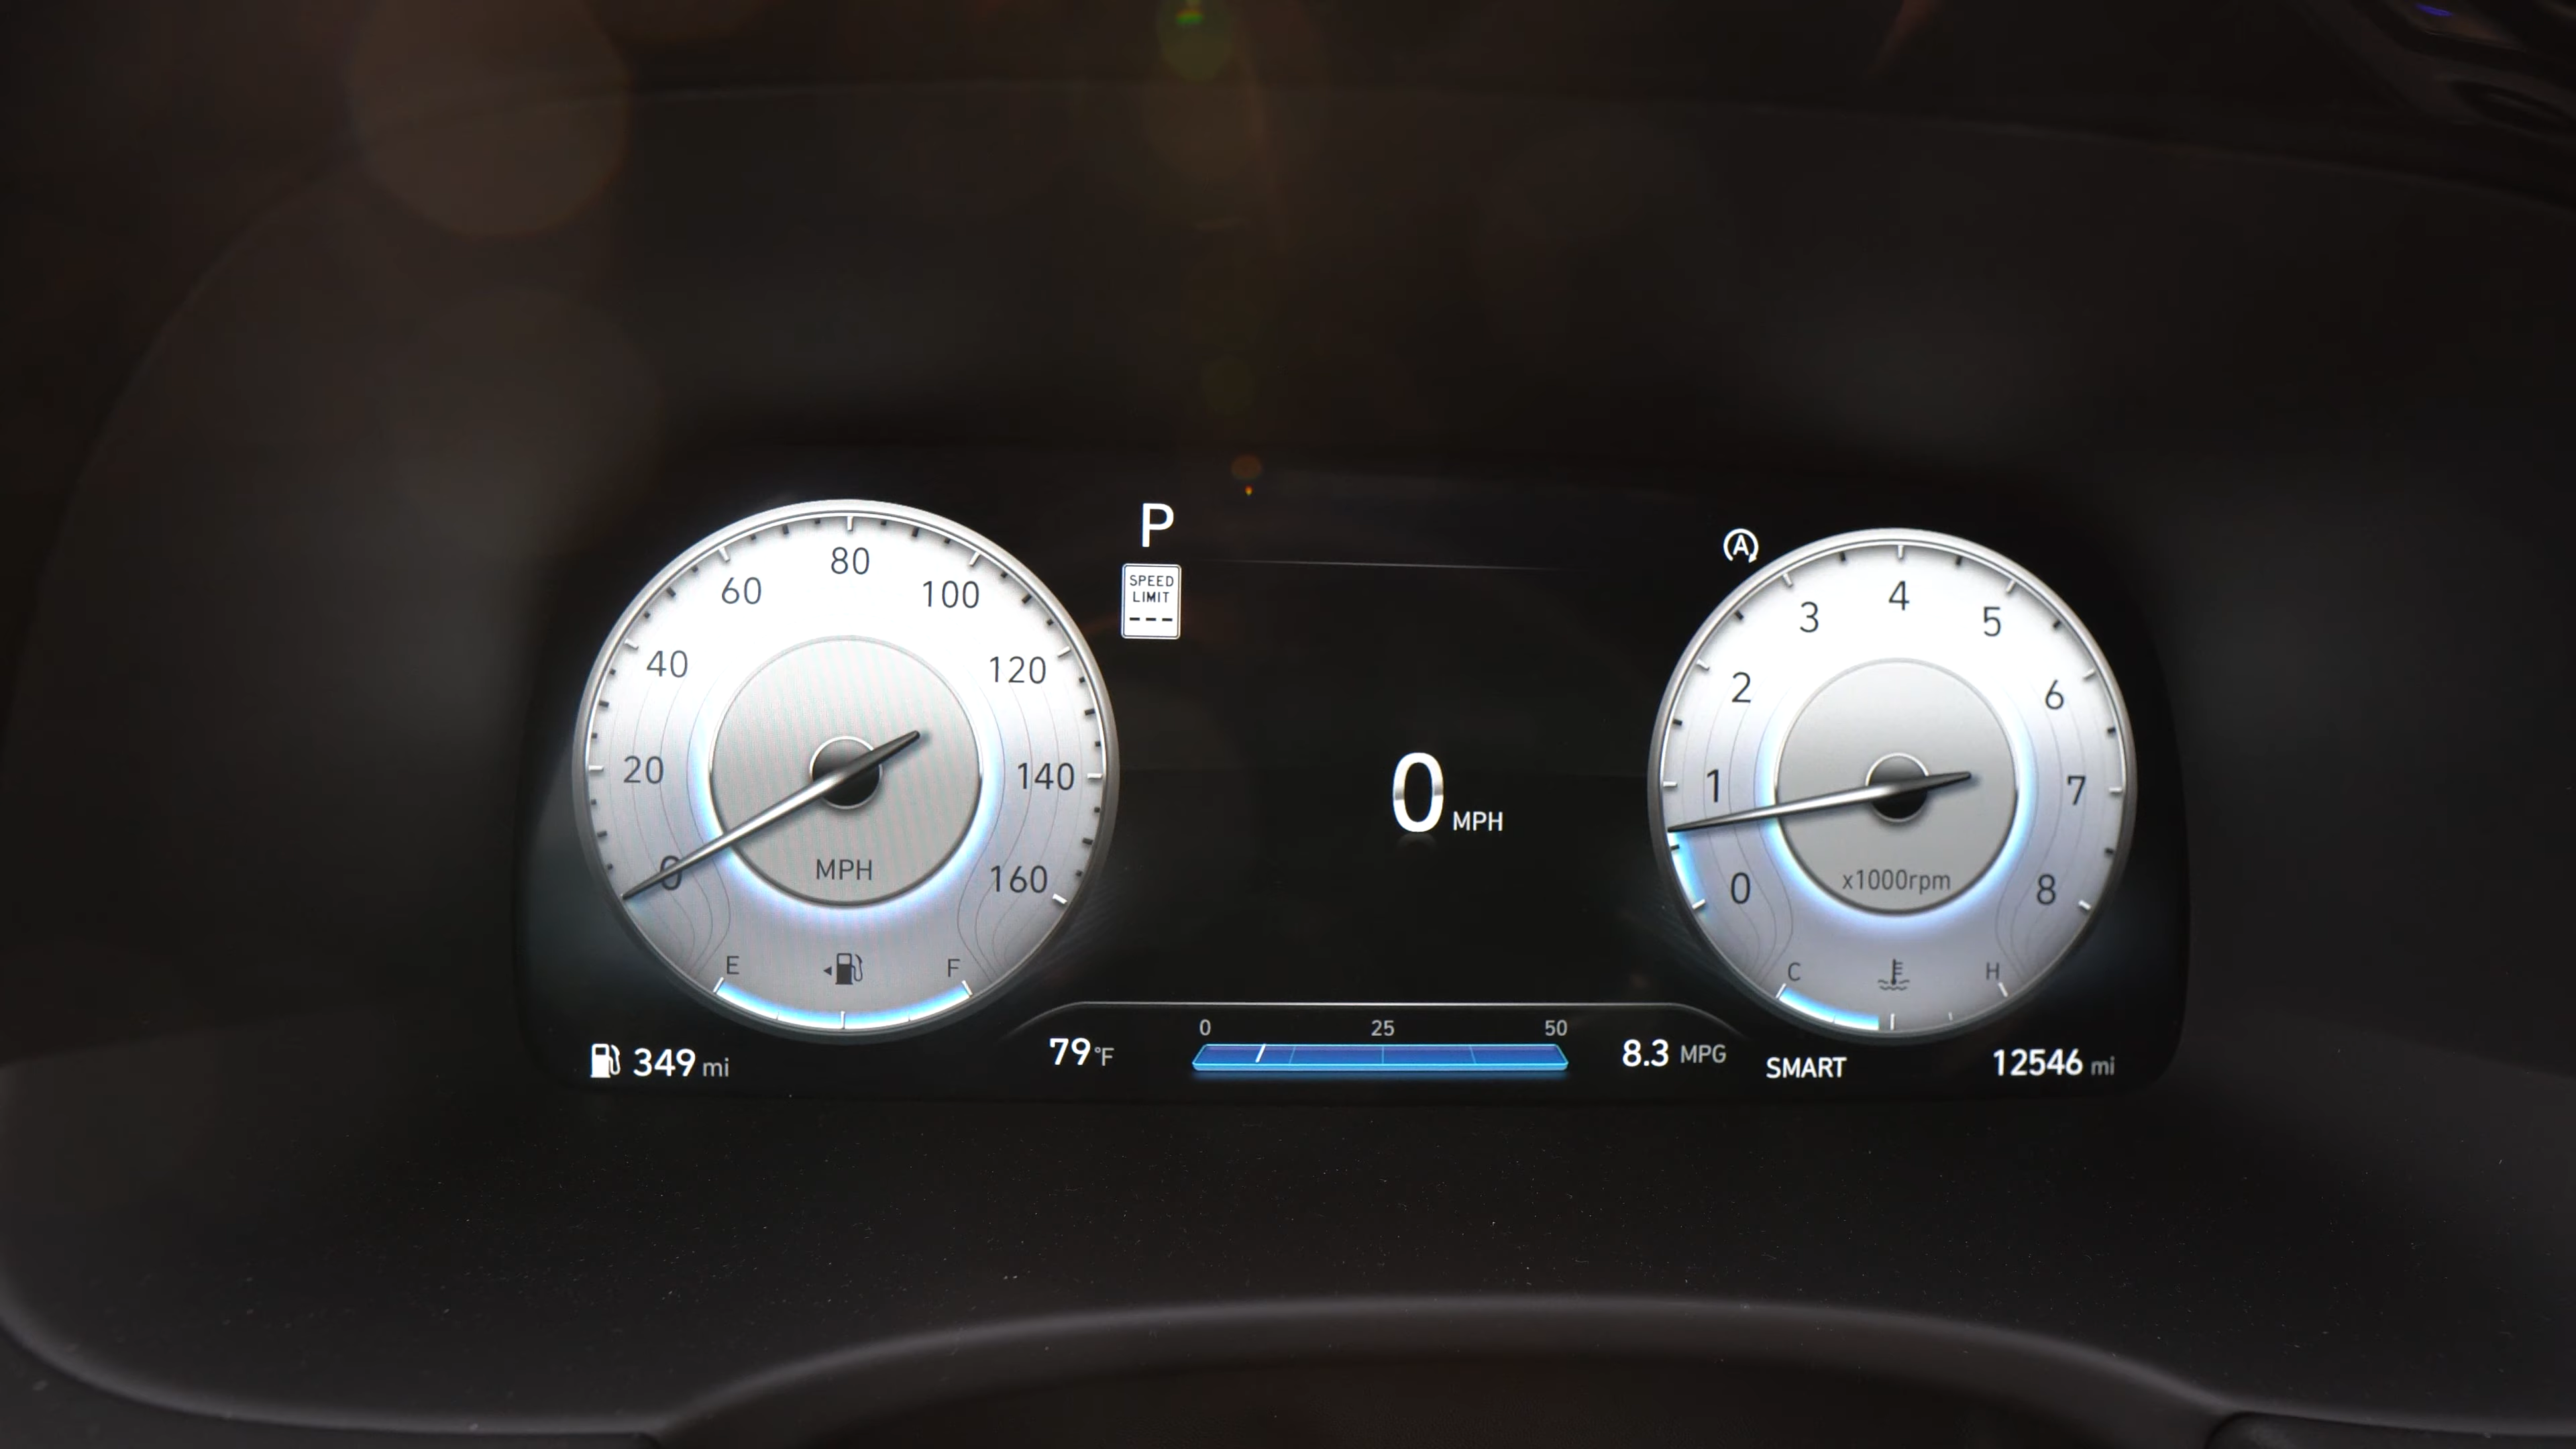 P
SPEED
LIMIT
---
0
20
40
60
80
100
120
140
160
MPH
E
F
349 mi
0 MPH
79°F
0 25 50
8.3 MPG
A
0
1
2
3
4
5
6
7
8
x1000rpm
C
H
SMART
12546 mi